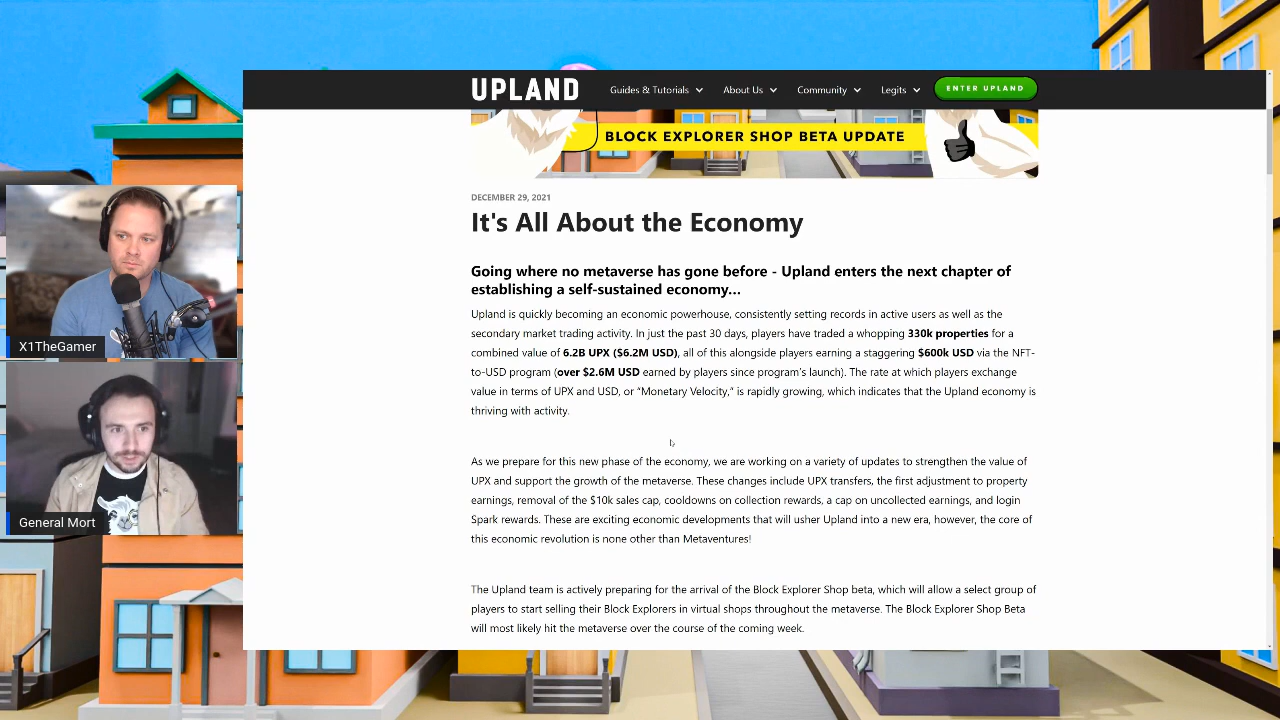 UPLAND
Guides & Tutorials
About Us
Community
Legits
ENTER UPLAND
BLOCK EXPLORER SHOP BETA UPDATE
DECEMBER 29, 2021
It's All About the Economy
Going where no metaverse has gone before - Upland enters the next chapter of
establishing a self-sustained economy...
Upland is quickly becoming an economic powerhouse, consistently setting records in active users as well as the
secondary market trading activity. In just the past 30 days, players have traded a whopping 330k properties for a
combined value of 6.2B UPX ($6.2M USD), all of this alongside players earning a staggering $600k USD via the NFT-
to-USD program (over $2.6M USD earned by players since program's launch). The rate at which players exchange
value in terms of UPX and USD, or “Monetary Velocity,” is rapidly growing, which indicates that the Upland economy is
thriving with activity.
As we prepare for this new phase of the economy, we are working on a variety of updates to strengthen the value of
UPX and support the growth of the metaverse. These changes include UPX transfers, the first adjustment to property
earnings, removal of the $10k sales cap, cooldowns on collection rewards, a cap on uncollected earnings, and login
Spark rewards. These are exciting economic developments that will usher Upland into a new era, however, the core of
this economic revolution is none other than Metaventures!
The Upland team is actively preparing for the arrival of the Block Explorer Shop beta, which will allow a select group of
players to start selling their Block Explorers in virtual shops throughout the metaverse. The Block Explorer Shop Beta
will most likely hit the metaverse over the course of the coming week.
X1TheGamer
General Mort